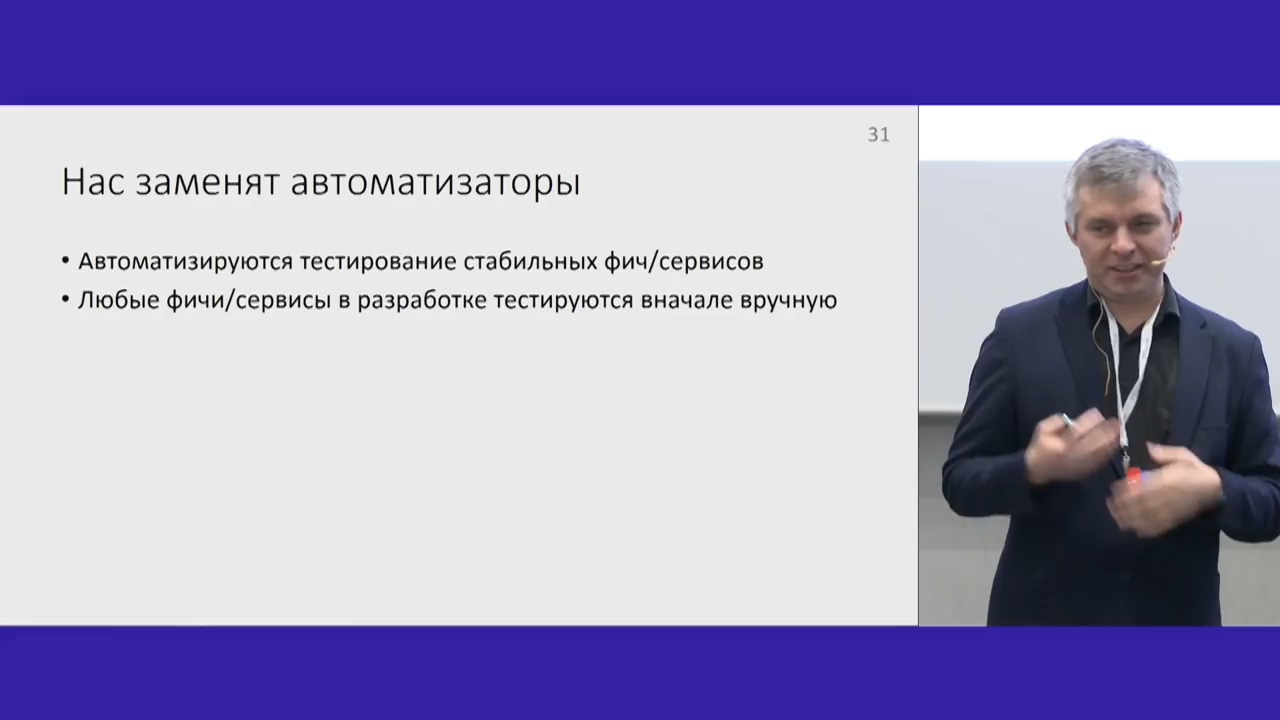 31
Нас заменят автоматизаторы
• Автоматизируются тестирование стабильных фич/сервисов
• Любые фичи/сервисы в разработке тестируются вначале вручную